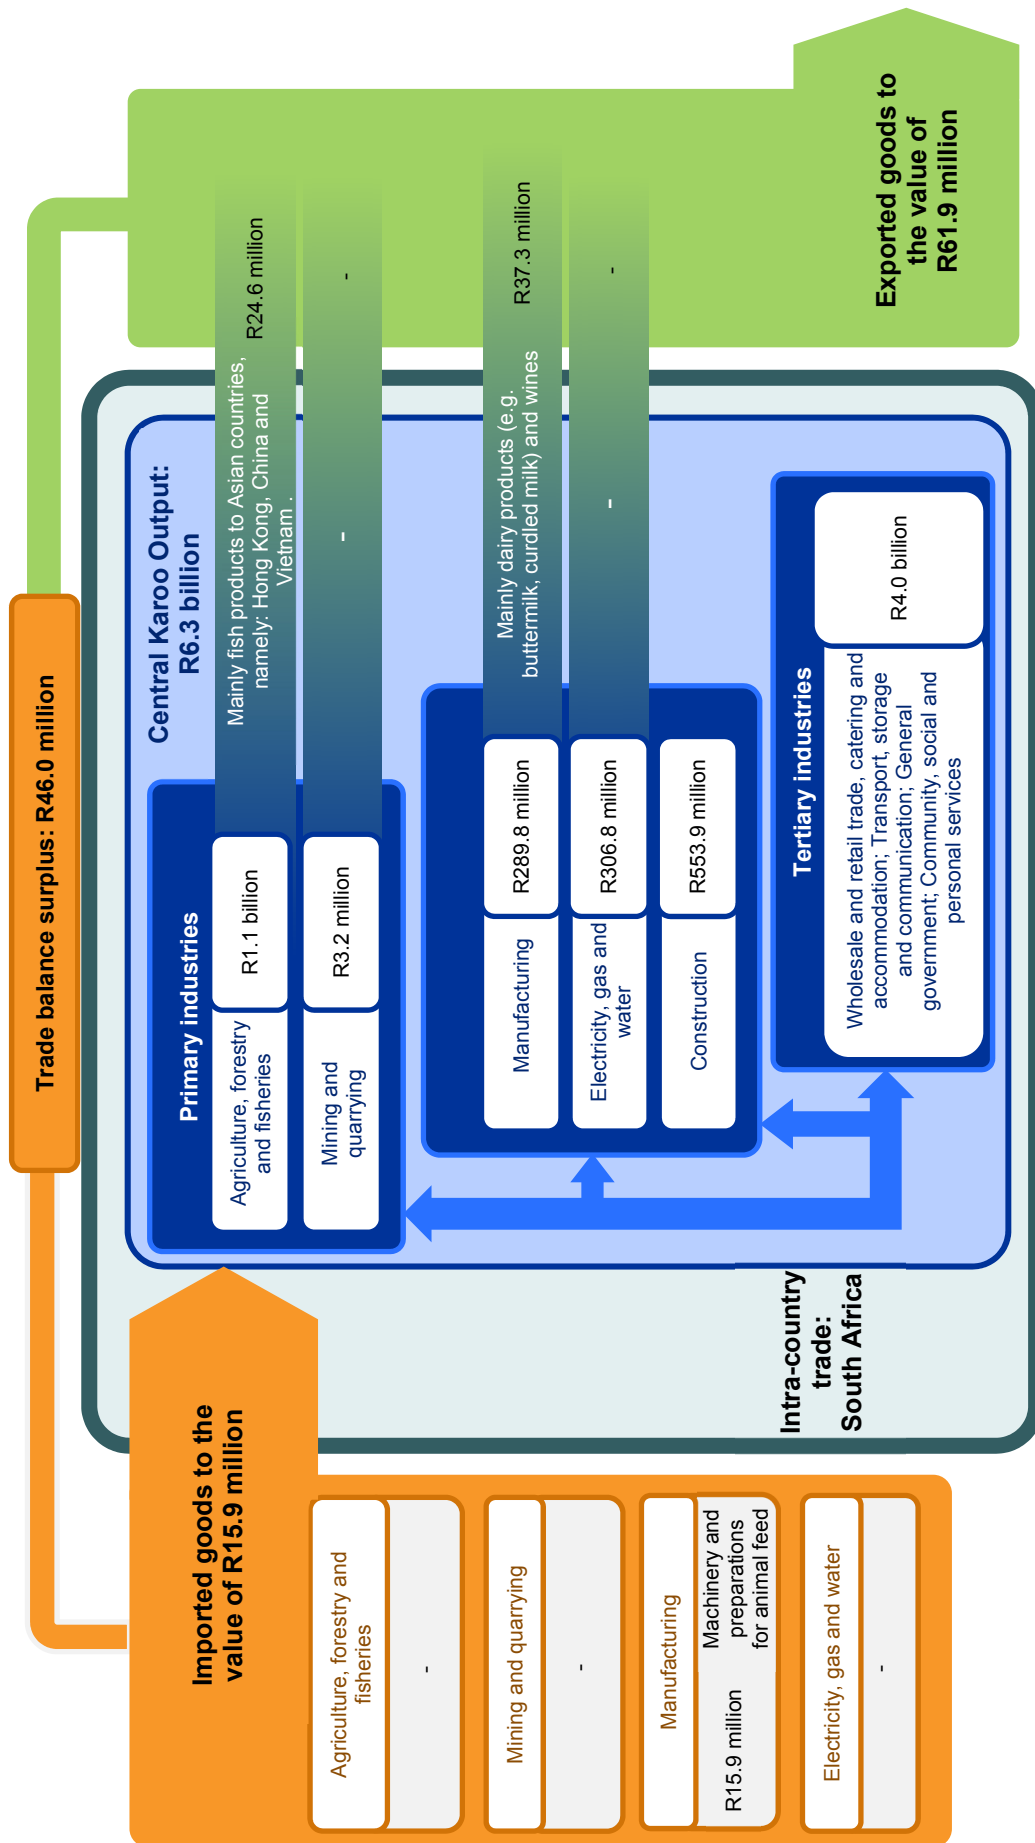 Trade balance surplus: R46.0 million
Imported goods to the
value of R15.9 million
Agriculture, forestry and
fisheries
-
Mining and quarrying
-
Manufacturing
R15.9 million
Machinery and
preparations
for animal feed
Electricity, gas and water
-
Intra-country
trade:
South Africa
Central Karoo Output:
R6.3 billion
Primary industries
Agriculture, forestry
and fisheries
R1.1 billion
Mainly fish products to Asian countries,
namely: Hong Kong, China and
Vietnam .
R24.6 million
Mining and
quarrying
R3.2 million
-
-
Manufacturing
R289.8 million
Mainly dairy products (e.g.
buttermilk, curdled milk) and wines
R37.3 million
Electricity, gas and
water
R306.8 million
-
-
Construction
R553.9 million
Tertiary industries
Wholesale and retail trade, catering and
accommodation; Transport, storage
and communication; General
government; Community, social and
personal services
R4.0 billion
Exported goods to
the value of
R61.9 million